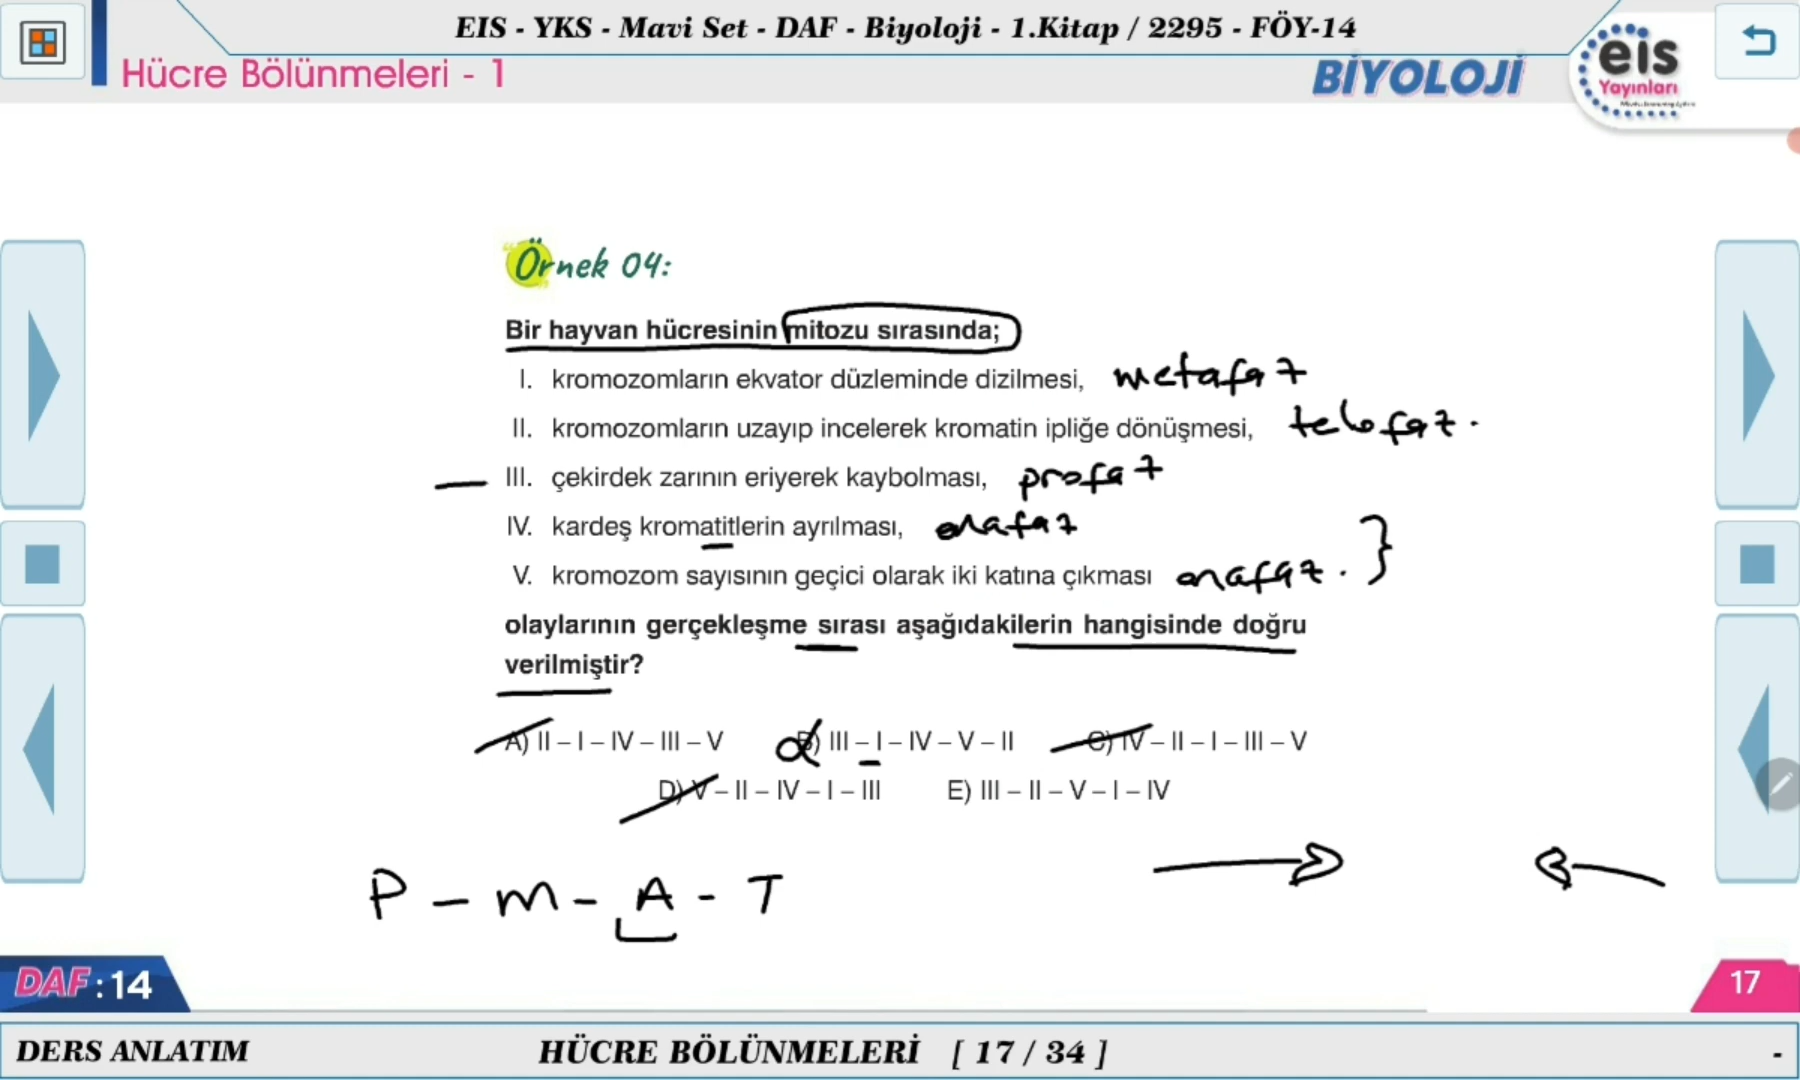 EIS - YKS - Mavi Set - DAF - Biyoloji - 1.Kitap / 2295 - FÖY-14
Hücre Bölünmeleri - 1
BİYOLOJİ
eis
Yayınları
Örnek 04:
Bir hayvan hücresinin mitozu sırasında;
I. kromozomların ekvator düzleminde dizilmesi, metafaz
II. kromozomların uzayıp incelerek kromatin ipliğe dönüşmesi, telofaz.
III. çekirdek zarının eriyerek kaybolması, profaz
IV. kardeş kromatitlerin ayrılması, anafaz
V. kromozom sayısının geçici olarak iki katına çıkması anafaz. }
olaylarının gerçekleşme sırası aşağıdakilerin hangisinde doğru
verilmiştir?
A) II – I – IV – III – V B) III – I – IV – V – II C) IV – II – I – III – V
D) V – II – IV – I – III E) III – II – V – I – IV
P - m - A - T
DAF : 14
17
DERS ANLATIM HÜCRE BÖLÜNMELERİ [ 17 / 34 ] -